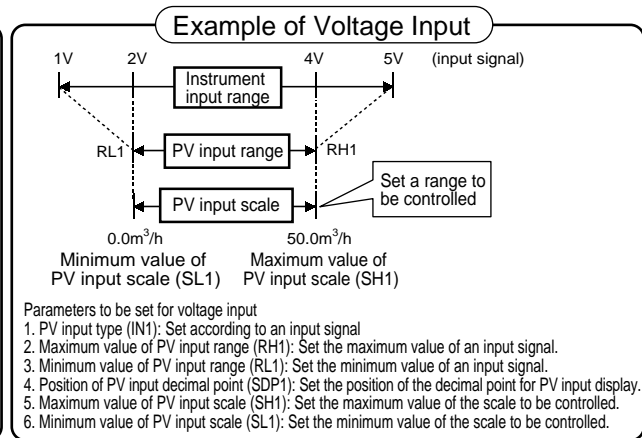 Example of Voltage Input
1V 2V 4V 5V (input signal)
Instrument
input range
RL1 PV input range RH1
PV input scale
Set a range to
be controlled
0.0m³/h 50.0m³/h
Minimum value of Maximum value of
PV input scale (SL1) PV input scale (SH1)
Parameters to be set for voltage input
1. PV input type (IN1): Set according to an input signal
2. Maximum value of PV input range (RH1): Set the maximum value of an input signal.
3. Minimum value of PV input range (RL1): Set the minimum value of an input signal.
4. Position of PV input decimal point (SDP1): Set the position of the decimal point for PV input display.
5. Maximum value of PV input scale (SH1): Set the maximum value of the scale to be controlled.
6. Minimum value of PV input scale (SL1): Set the minimum value of the scale to be controlled.